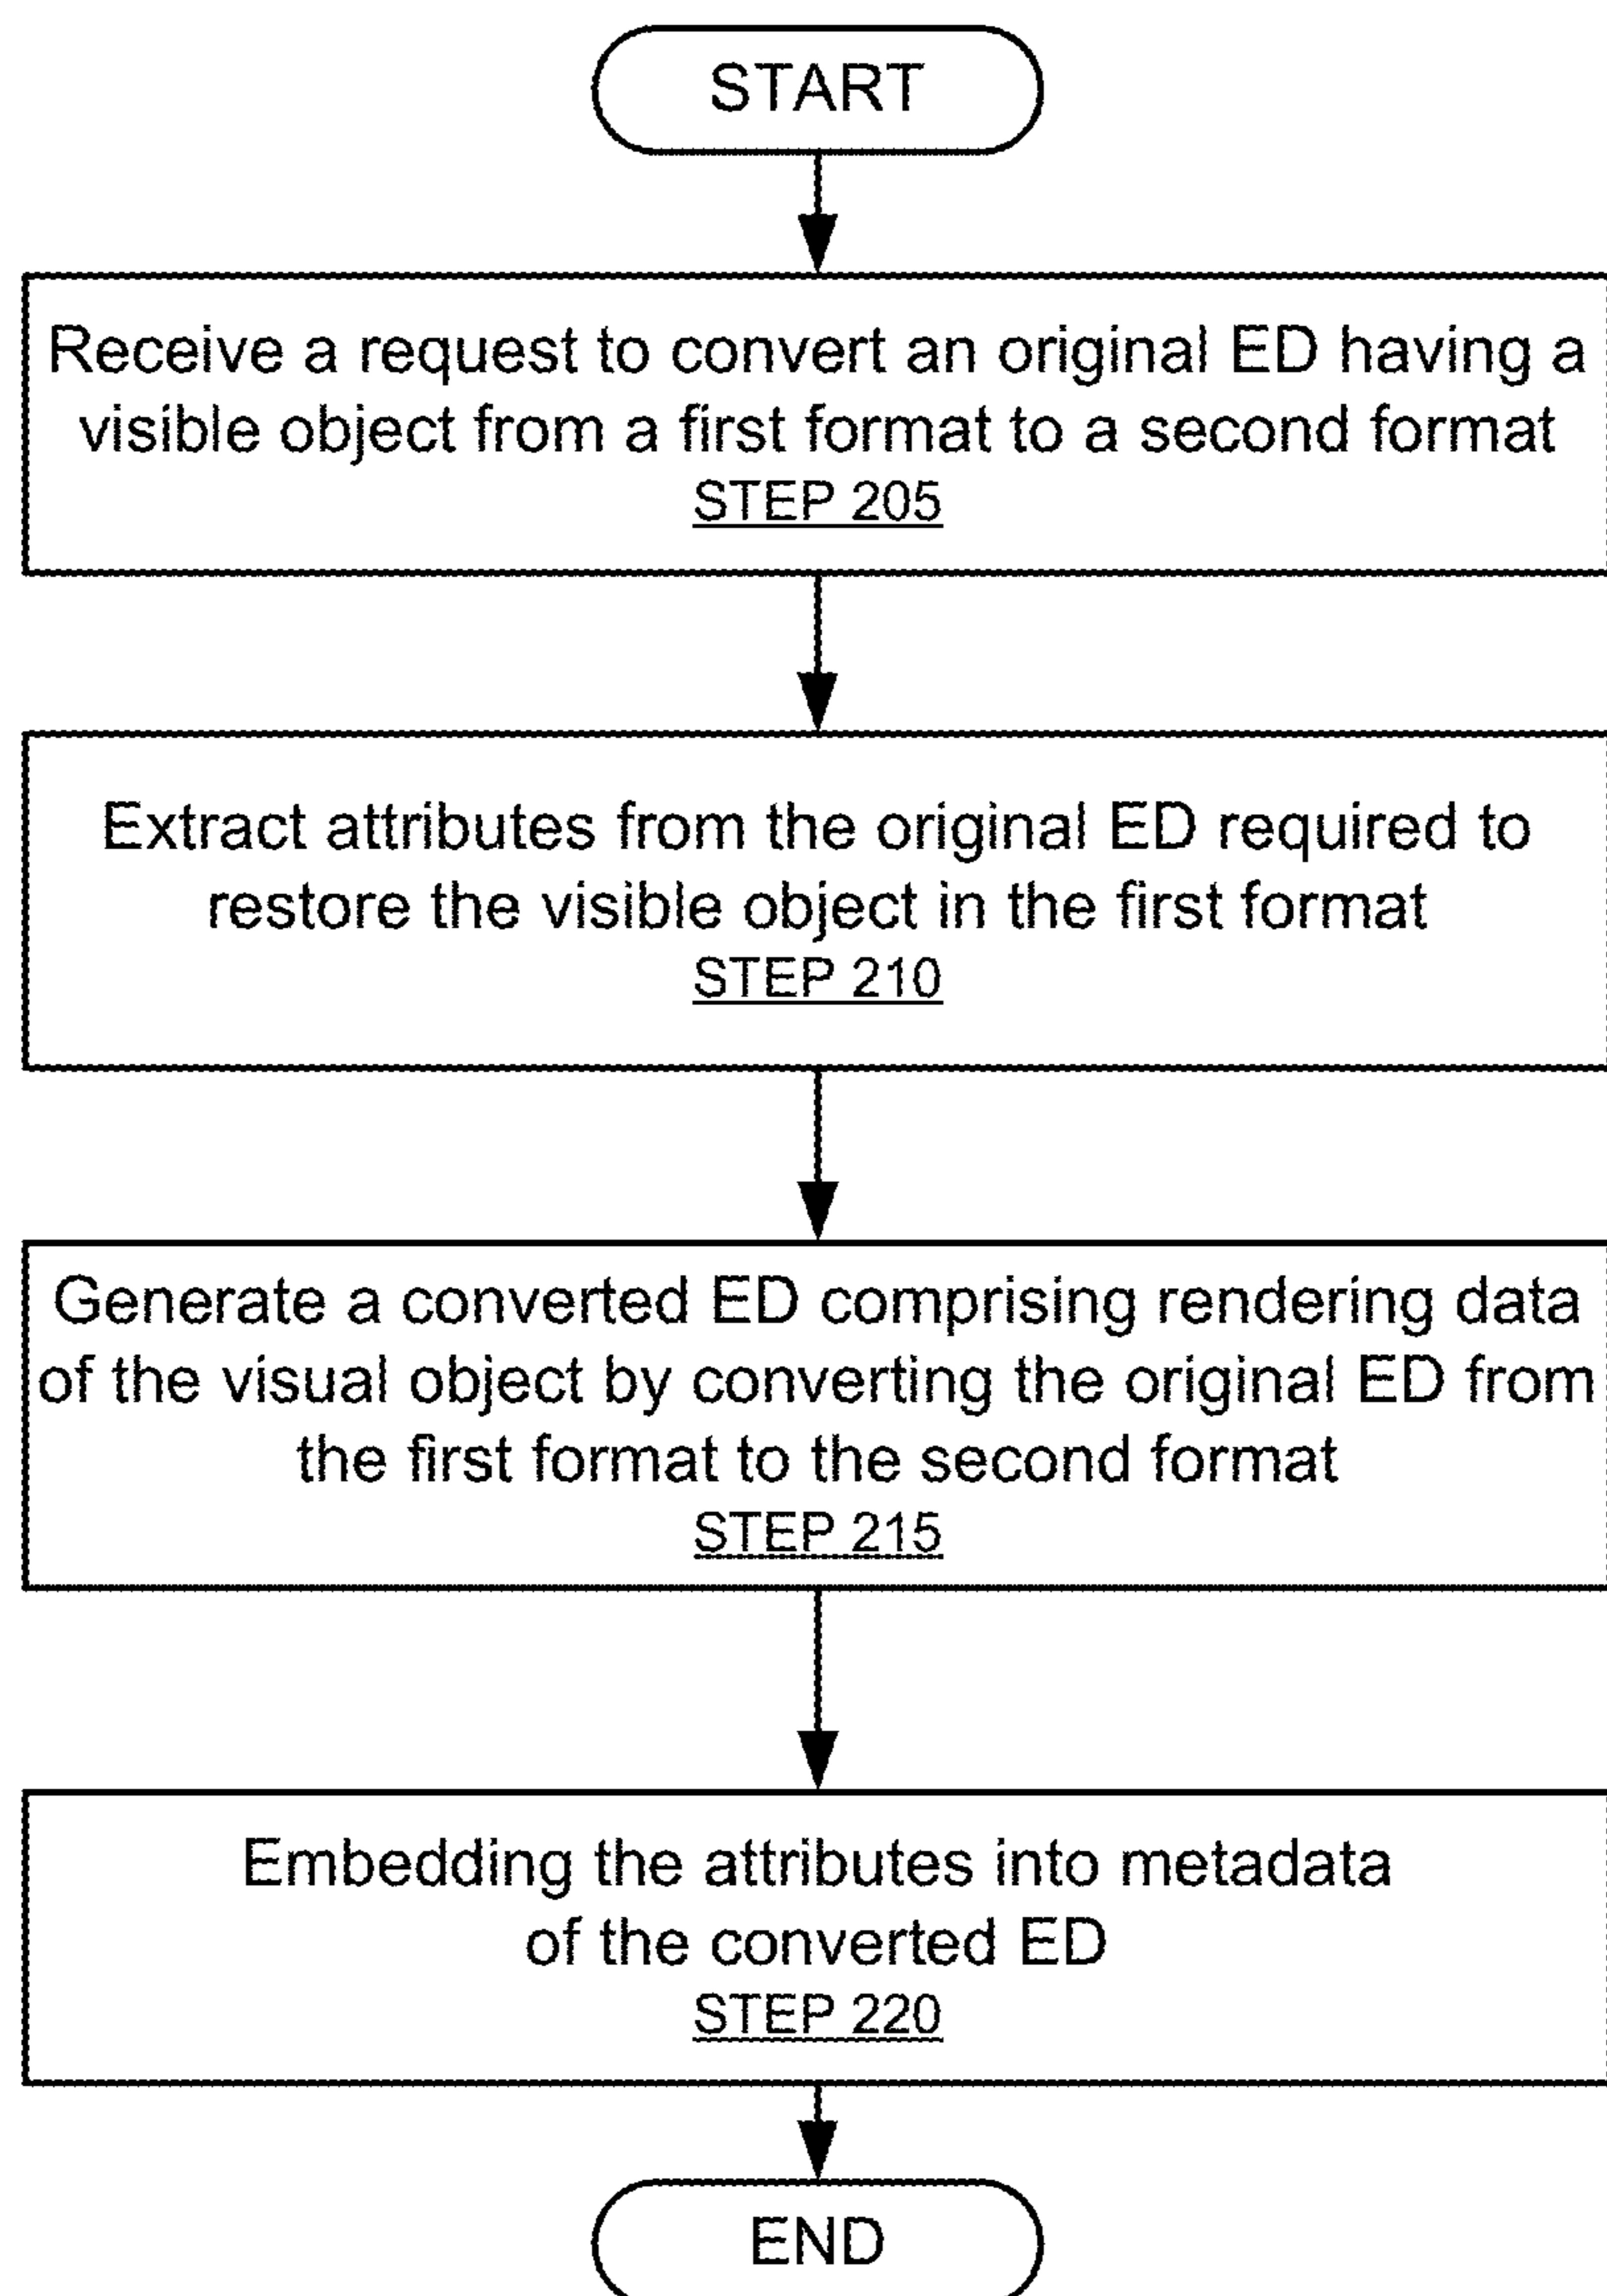 START
Receive a request to convert an original ED having a
visible object from a first format to a second format
STEP 205
Extract attributes from the original ED required to
restore the visible object in the first format
STEP 210
Generate a converted ED comprising rendering data
of the visual object by converting the original ED from
the first format to the second format
STEP 215
Embedding the attributes into metadata
of the converted ED
STEP 220
END